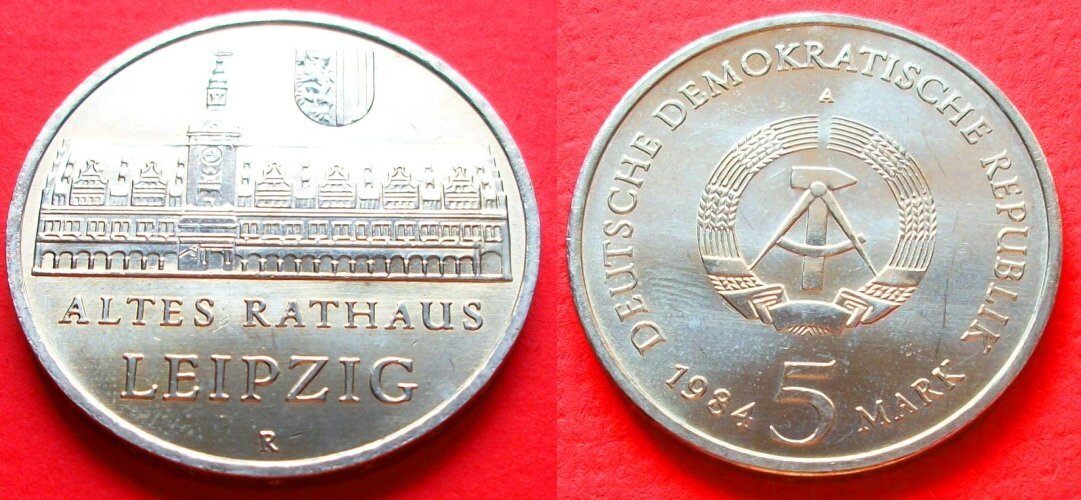 ALTES RATHAUS
LEIPZIG
R
DEUTSCHE DEMOKRATISCHE REPUBLIK
A
1984 5 MARK